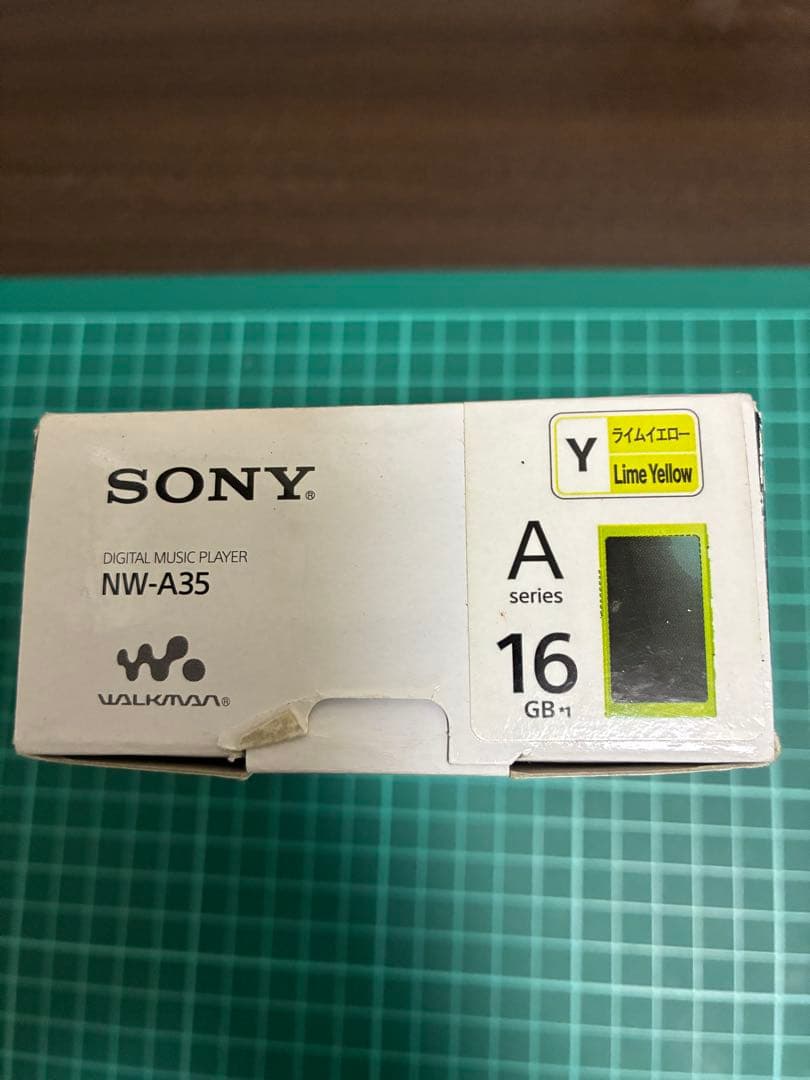 SONY®
DIGITAL MUSIC PLAYER
NW-A35
WALKMAN®
Y
ライムイエロー
Lime Yellow
A
series
16
GB *1